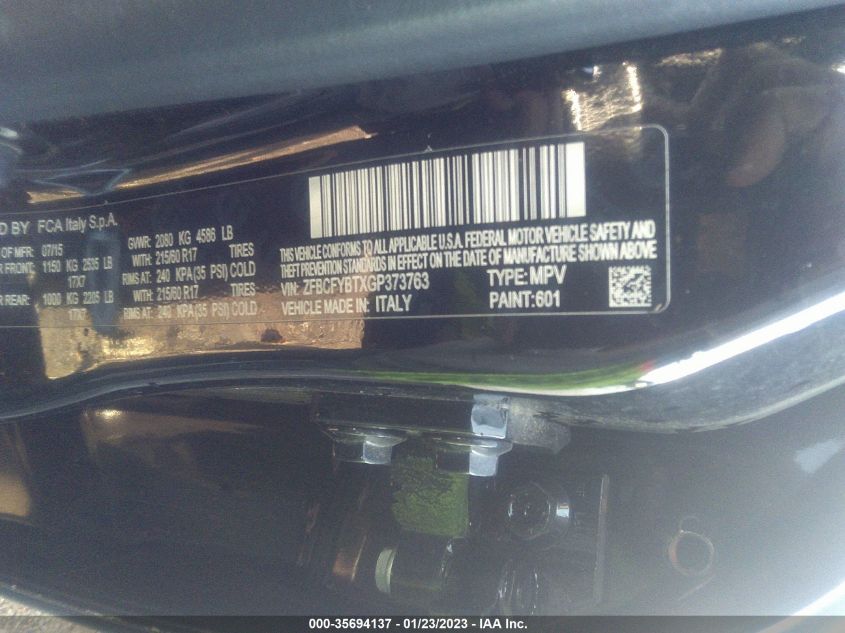 D BY FCA Italy S.p.A.
OF MFR: 07/15 GVWR: 2080 KG 4586 LB
R FRONT: 1150 KG 2535 LB WITH: 215/60 R17 TIRES
17X7 RIMS AT: 240 KPA(35 PSI) COLD
R REAR: 1000 KG 2205 LB WITH: 215/60 R17 TIRES
17X7 RIMS AT: 240 KPA(35 PSI) COLD
THIS VEHICLE CONFORMS TO ALL APPLICABLE U.S.A. FEDERAL MOTOR VEHICLE SAFETY AND
THEFT PREVENTION STANDARDS IN EFFECT ON THE DATE OF MANUFACTURE SHOWN ABOVE
VIN: ZFBCFYBTXGP373763 TYPE: MPV
VEHICLE MADE IN: ITALY PAINT: 601
000-35694137 - 01/23/2023 - IAA Inc.